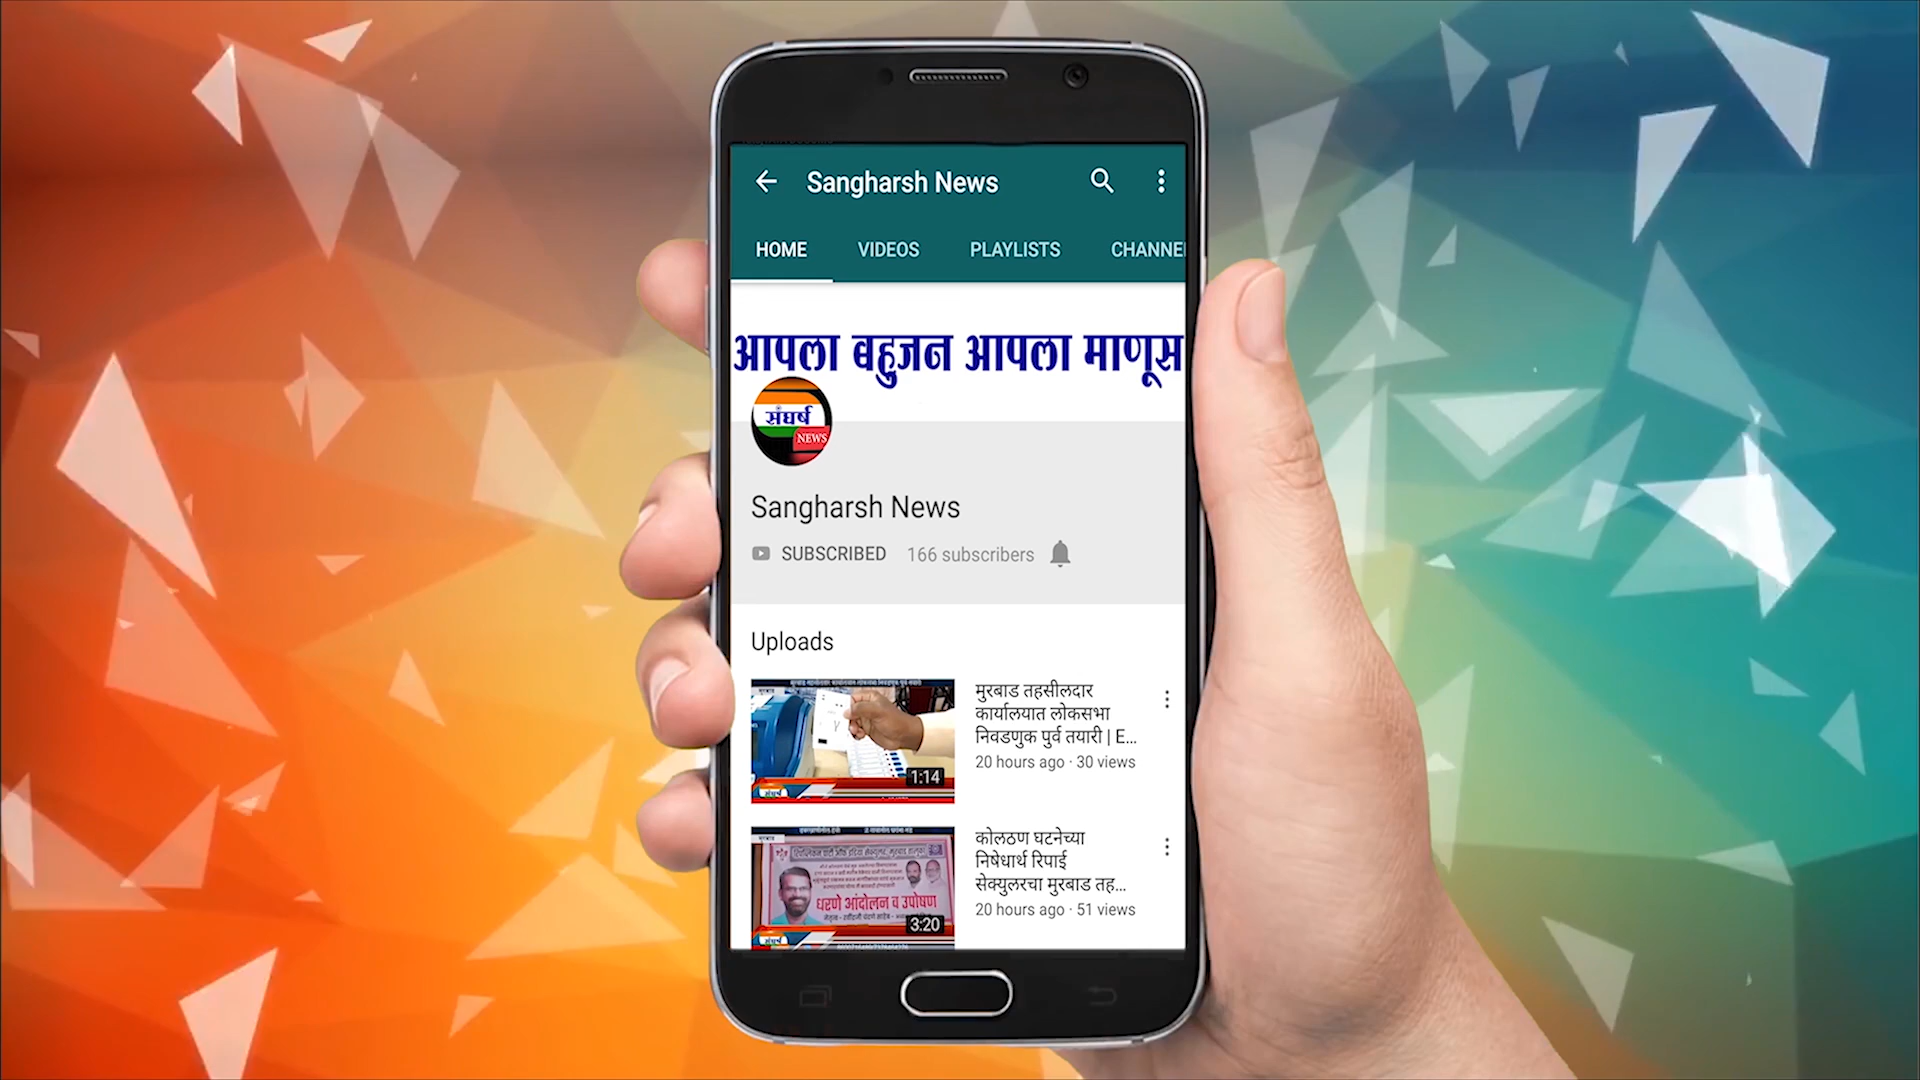 Sangharsh News
HOME VIDEOS PLAYLISTS CHANNE
आपला बहुजन आपला माणूस
संघर्ष
NEWS
Sangharsh News
SUBSCRIBED 166 subscribers
Uploads
मुरबाड तहसीलदार
कार्यालयात लोकसभा
निवडणुक पुर्व तयारी | E...
20 hours ago · 30 views
1:14
संघर्ष
कोलठण घटनेच्या
निषेधार्थ रिपाई
सेक्युलरचा मुरबाड तह...
20 hours ago · 51 views
धरणे आंदोलन व उपोषण
3:20
संघर्ष